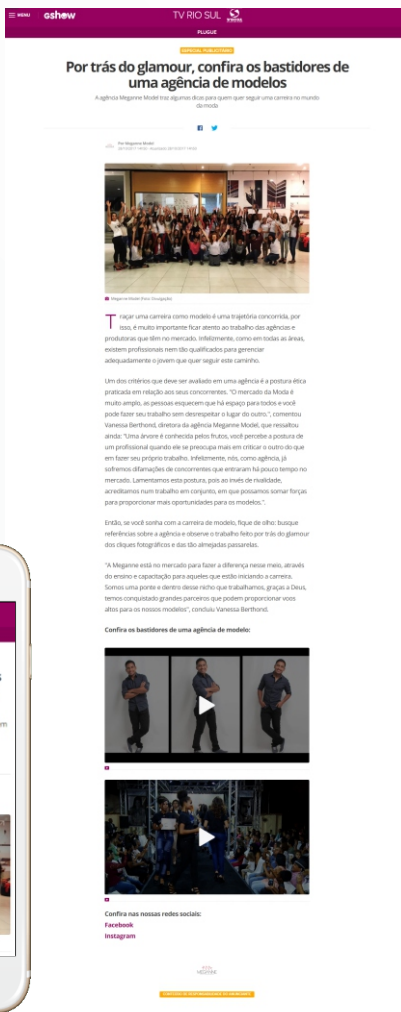 MENU
gshow
TV RIO SUL
PLUGUE
ESPECIAL PUBLICITÁRIO
Por trás do glamour, confira os bastidores de
uma agência de modelos
A agência Meganne Model traz algumas dicas para quem quer seguir uma carreira no mundo
da moda
Por Meganne Model
Meganne Model (Foto: Divulgação)
Traçar uma carreira como modelo é uma trajetória concorrida, por
isso, é muito importante ficar atento ao trabalho das agências e
produtoras que têm no mercado. Infelizmente, como em todas as áreas,
existem profissionais nem tão qualificados para gerenciar
adequadamente o jovem que quer seguir este caminho.
Um dos critérios que deve ser avaliado em uma agência é a postura ética
praticada em relação aos seus concorrentes. "O mercado da Moda é
muito amplo, as pessoas esquecem que há espaço para todos e você
pode fazer seu trabalho sem desrespeitar o lugar do outro.", comentou
Vanessa Berthond, diretora da agência Meganne Model, que ressaltou
ainda: "Uma árvore é conhecida pelos frutos, você percebe a postura de
um profissional quando ele se preocupa mais em criticar o outro do que
em fazer seu próprio trabalho. Infelizmente, nós, como agência, já
sofremos difamações de concorrentes que entraram há pouco tempo no
mercado. Lamentamos esta postura, pois ao invés de rivalidade,
acreditamos num trabalho em conjunto, em que possamos somar forças
para proporcionar mais oportunidades para os modelos.".
Então, se você sonha com a carreira de modelo, fique de olho: busque
referências sobre a agência e observe o trabalho feito por trás do glamour
dos cliques fotográficos e das tão almejadas passarelas.
"A Meganne está no mercado para fazer a diferença nesse meio, através
do ensino e capacitação para aqueles que estão iniciando a carreira.
Somos uma ponte e dentro desse nicho que trabalhamos, graças a Deus,
temos conquistado grandes parceiros que podem proporcionar voos
altos para os nossos modelos", concluiu Vanessa Berthond.
Confira os bastidores de uma agência de modelo:
Confira nas nossas redes sociais:
Facebook
Instagram
MEGANNE
CONTEÚDO DE RESPONSABILIDADE DO ANUNCIANTE